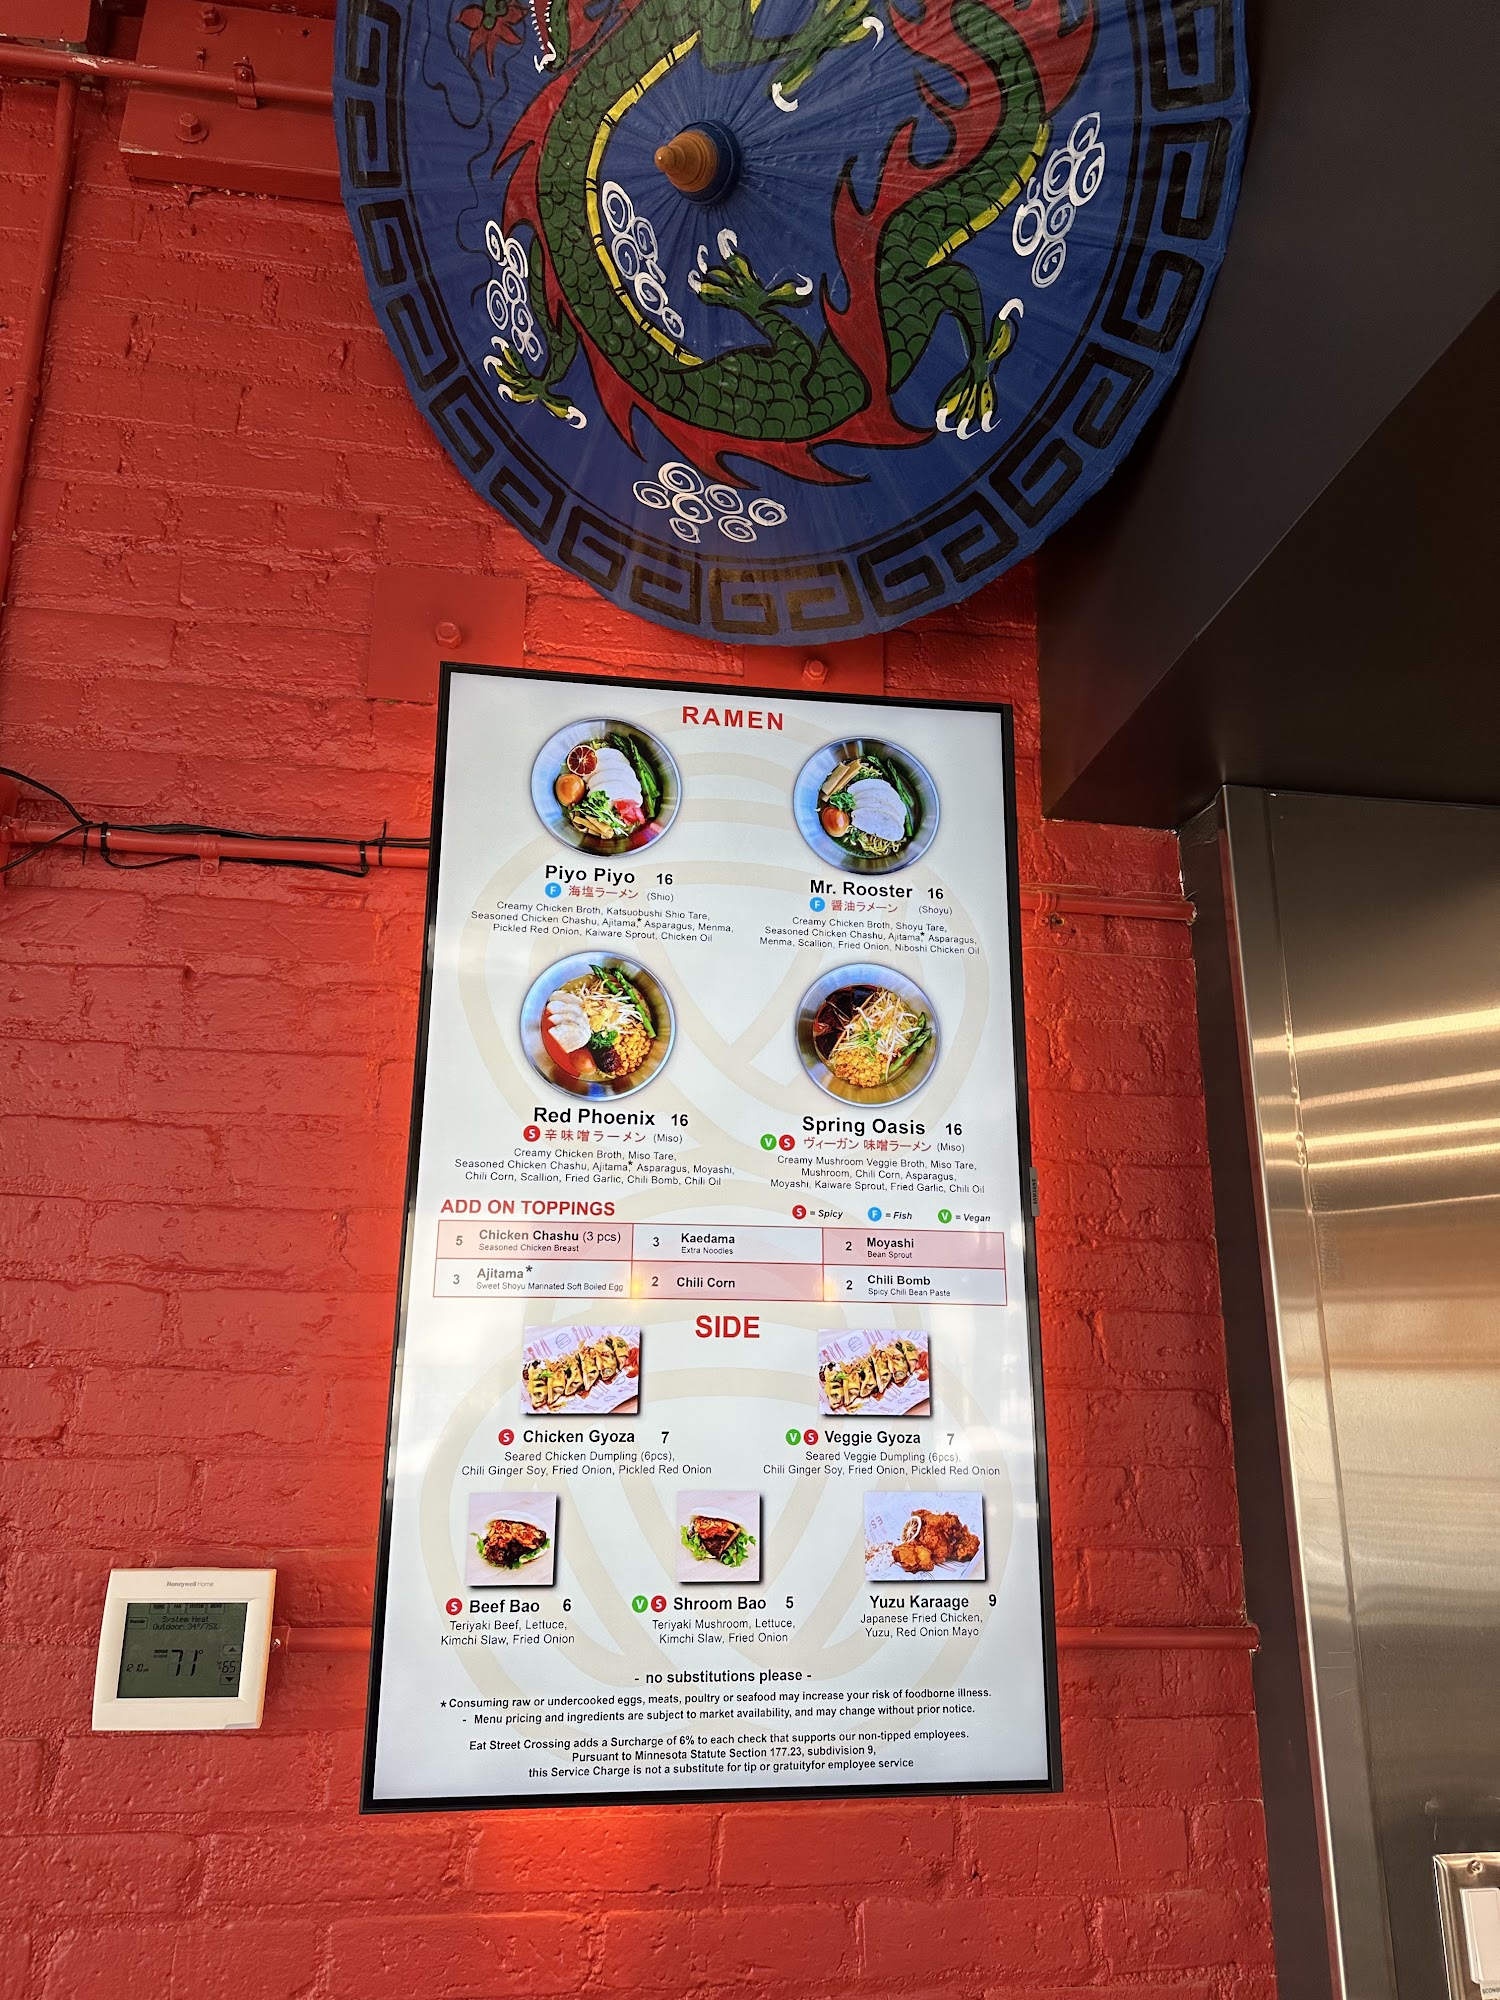 RAMEN
Piyo Piyo 16
F 海塩ラーメン (Shio)
Creamy Chicken Broth, Katsuobushi Shio Tare,
Seasoned Chicken Chashu, Ajitama,* Asparagus, Menma,
Pickled Red Onion, Kaiware Sprout, Chicken Oil
Mr. Rooster 16
F 醤油ラメーン (Shoyu)
Creamy Chicken Broth, Shoyu Tare,
Seasoned Chicken Chashu, Ajitama,* Asparagus,
Menma, Scallion, Fried Onion, Niboshi Chicken Oil
Red Phoenix 16
S 辛味噌ラーメン (Miso)
Creamy Chicken Broth, Miso Tare,
Seasoned Chicken Chashu, Ajitama,* Asparagus, Moyashi,
Chili Corn, Scallion, Fried Garlic, Chili Bomb, Chili Oil
Spring Oasis 16
V S ヴィーガン 味噌ラーメン (Miso)
Creamy Mushroom Veggie Broth, Miso Tare,
Mushroom, Chili Corn, Asparagus,
Moyashi, Kaiware Sprout, Fried Garlic, Chili Oil
ADD ON TOPPINGS
S = Spicy F = Fish V = Vegan
5 Chicken Chashu (3 pcs)
Seasoned Chicken Breast
3 Kaedama
Extra Noodles
2 Moyashi
Bean Sprout
3 Ajitama*
Sweet Shoyu Marinated Soft Boiled Egg
2 Chili Corn
2 Chili Bomb
Spicy Chili Bean Paste
SIDE
S Chicken Gyoza 7
Seared Chicken Dumpling (6pcs),
Chili Ginger Soy, Fried Onion, Pickled Red Onion
V S Veggie Gyoza 7
Seared Veggie Dumpling (6pcs),
Chili Ginger Soy, Fried Onion, Pickled Red Onion
S Beef Bao 6
Teriyaki Beef, Lettuce,
Kimchi Slaw, Fried Onion
V S Shroom Bao 5
Teriyaki Mushroom, Lettuce,
Kimchi Slaw, Fried Onion
Yuzu Karaage 9
Japanese Fried Chicken,
Yuzu, Red Onion Mayo
- no substitutions please -
* Consuming raw or undercooked eggs, meats, poultry or seafood may increase your risk of foodborne illness.
- Menu pricing and ingredients are subject to market availability, and may change without prior notice.
Eat Street Crossing adds a Surcharge of 6% to each check that supports our non-tipped employees.
Pursuant to Minnesota Statute Section 177.23, subdivision 9,
this Service Charge is not a substitute for tip or gratuityfor employee service
SAMSUNG
Honeywell Home
System Heat
Outdoor: 34°/75%
71°
65